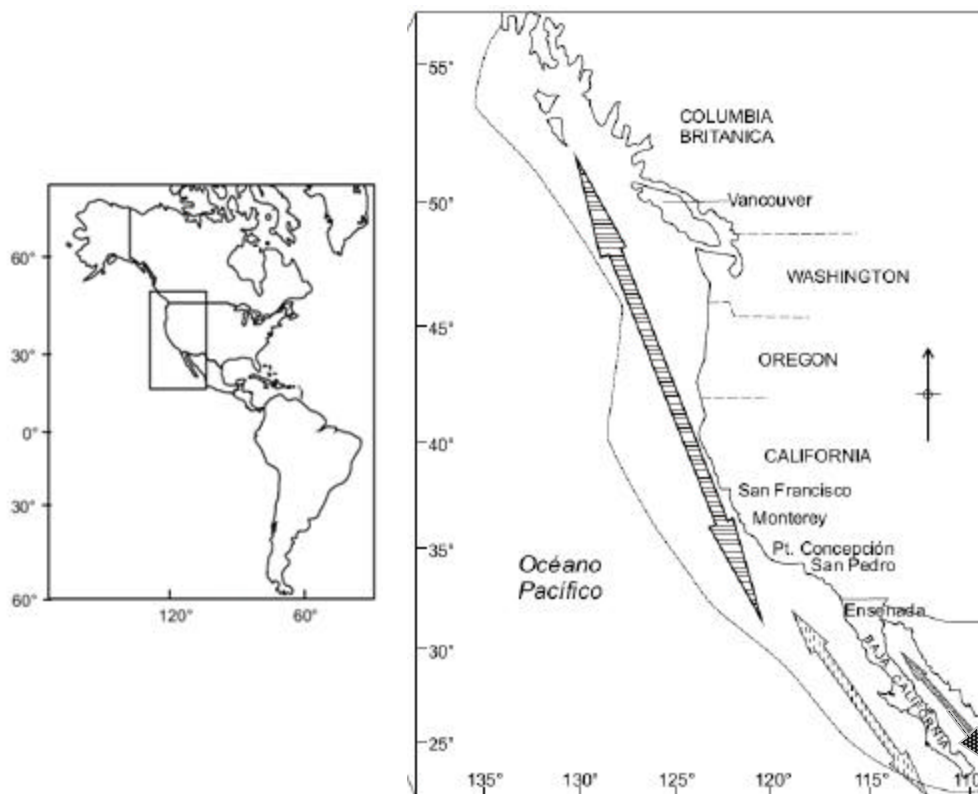 60°
30°
0°
30°
60°
120°
60°
55°
50°
45°
40°
35°
30°
25°
COLUMBIA
BRITANICA
Vancouver
WASHINGTON
OREGON
CALIFORNIA
San Francisco
Monterey
Pt. Concepción
San Pedro
Océano
Pacífico
Ensenada
BAJA CALIFORNIA
135°
130°
125°
120°
115°
110